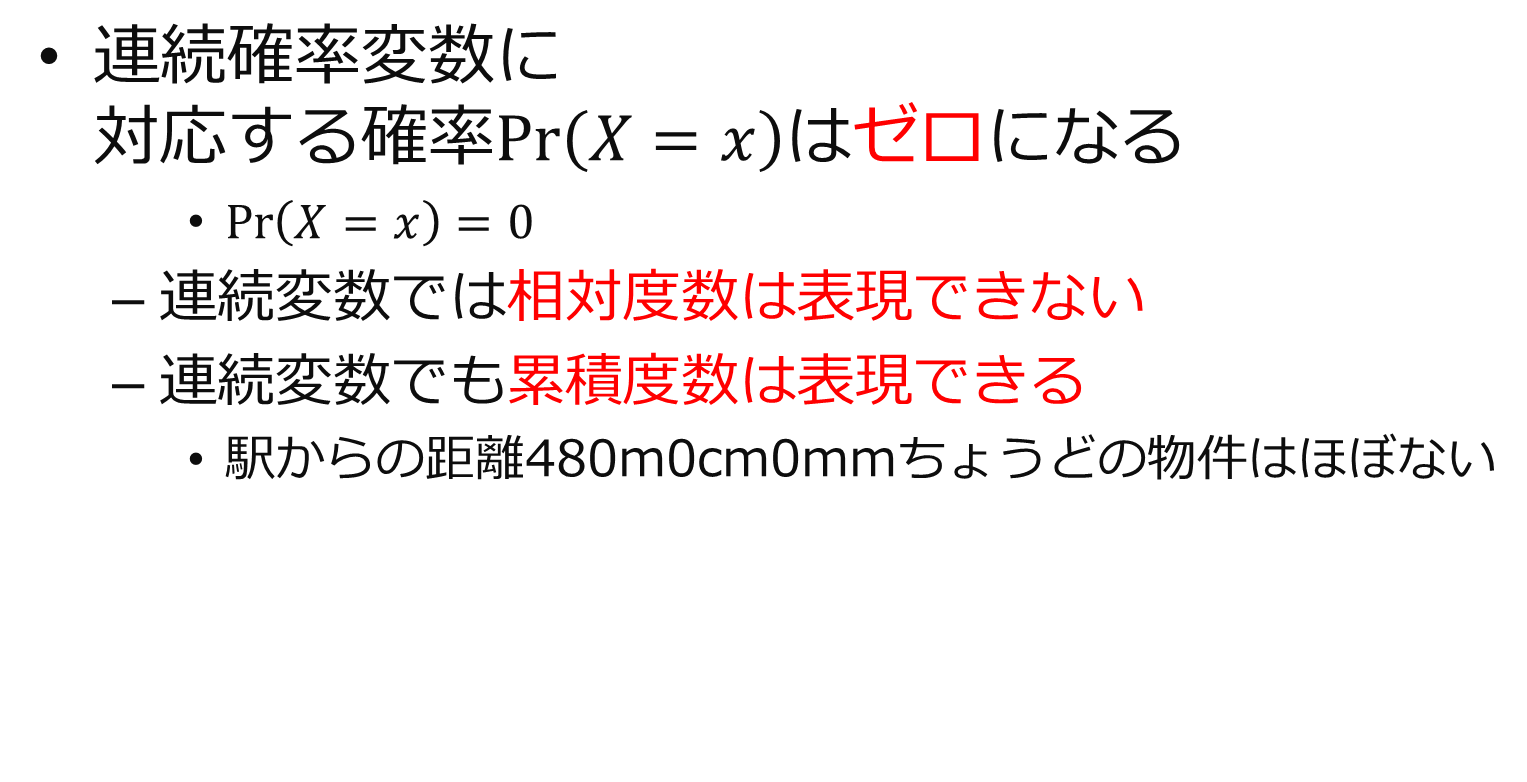 • 連続確率変数に
対応する確率Pr(X = x)はゼロになる
• Pr(X = x) = 0
– 連続変数では相対度数は表現できない
– 連続変数でも累積度数は表現できる
• 駅からの距離480m0cm0mmちょうどの物件はほぼない